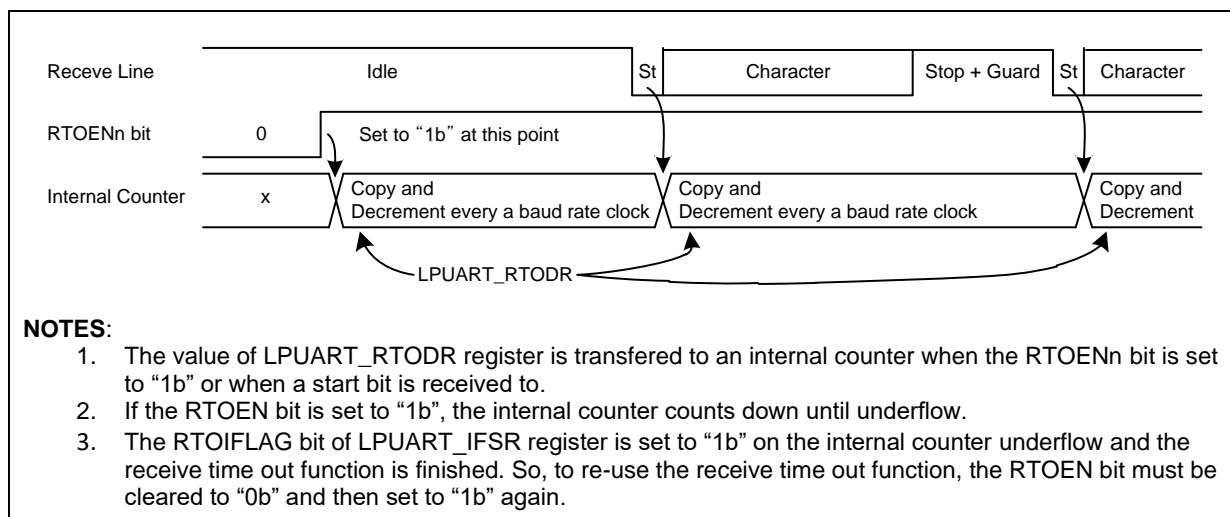 Receve Line
Idle
St
Character
Stop + Guard
St
Character
RTOENn bit
0
Set to “1b” at this point
Internal Counter
x
Copy and
Decrement every a baud rate clock
Copy and
Decrement every a baud rate clock
Copy and
Decrement
LPUART_RTODR
NOTES:
1. The value of LPUART_RTODR register is transfered to an internal counter when the RTOENn bit is set
to “1b” or when a start bit is received to.
2. If the RTOEN bit is set to “1b”, the internal counter counts down until underflow.
3. The RTOIFLAG bit of LPUART_IFSR register is set to “1b” on the internal counter underflow and the
receive time out function is finished. So, to re-use the receive time out function, the RTOEN bit must be
cleared to “0b” and then set to “1b” again.